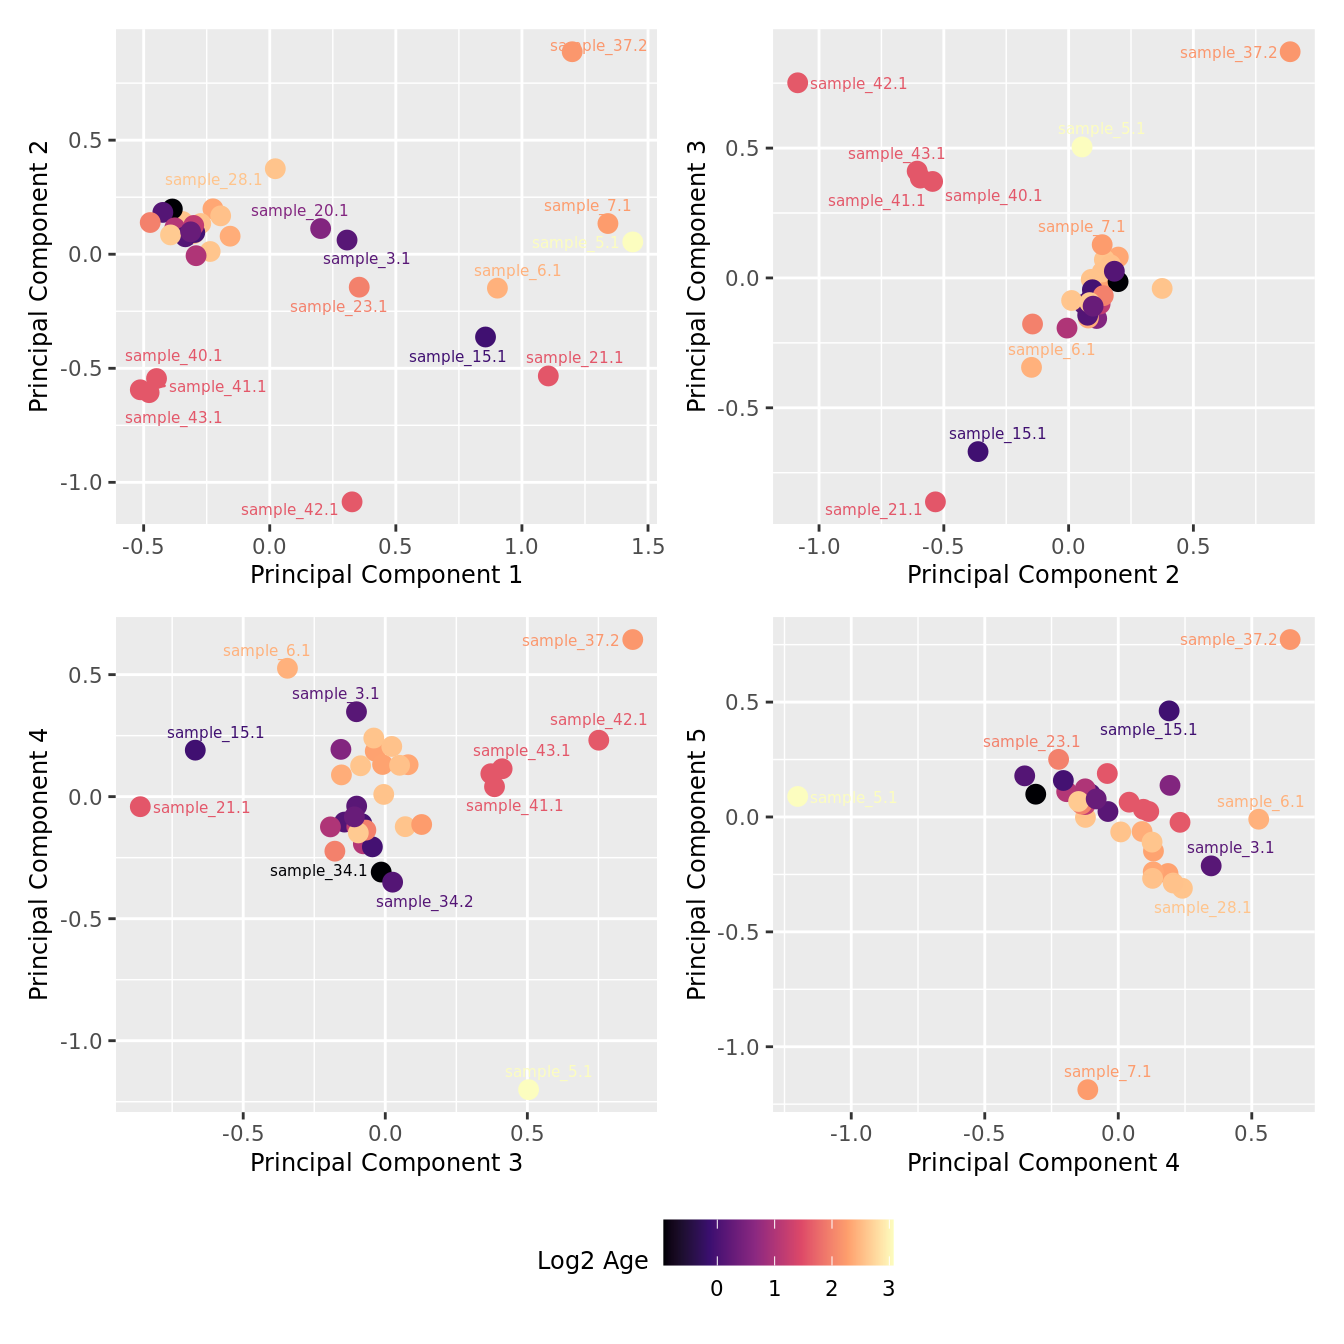 sample_37.2
sample_28.1
sample_20.1
sample_7.1
sample_5.1
sample_3.1
sample_6.1
sample_23.1
sample_15.1
sample_21.1
sample_40.1
sample_41.1
sample_43.1
sample_42.1
0.5
0.0
-0.5
-1.0
-0.5 0.0 0.5 1.0 1.5
Principal Component 1
Principal Component 2
sample_37.2
sample_42.1
sample_5.1
sample_43.1
sample_41.1
sample_40.1
sample_7.1
sample_6.1
sample_15.1
sample_21.1
0.5
0.0
-0.5
-1.0 -0.5 0.0 0.5
Principal Component 2
Principal Component 3
sample_37.2
sample_6.1
sample_3.1
sample_15.1
sample_42.1
sample_43.1
sample_41.1
sample_21.1
sample_34.1
sample_34.2
sample_5.1
0.5
0.0
-0.5
-1.0
-0.5 0.0 0.5
Principal Component 3
Principal Component 4
sample_37.2
sample_15.1
sample_23.1
sample_5.1
sample_6.1
sample_3.1
sample_28.1
sample_7.1
0.5
0.0
-0.5
-1.0
-1.0 -0.5 0.0 0.5
Principal Component 4
Principal Component 5
Log2 Age
0 1 2 3